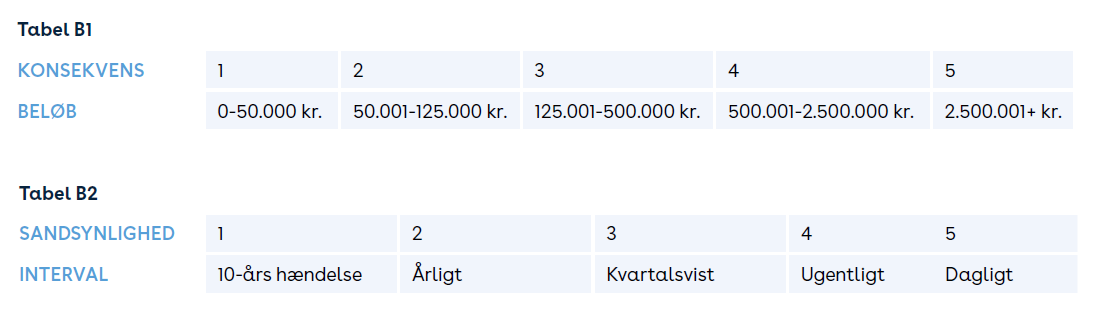 Tabel B1
KONSEKVENS 1 2 3 4 5
BELØB 0-50.000 kr. 50.001-125.000 kr. 125.001-500.000 kr. 500.001-2.500.000 kr. 2.500.001+ kr.
Tabel B2
SANDSYNLIGHED 1 2 3 4 5
INTERVAL 10-års hændelse Årligt Kvartalsvist Ugentligt Dagligt